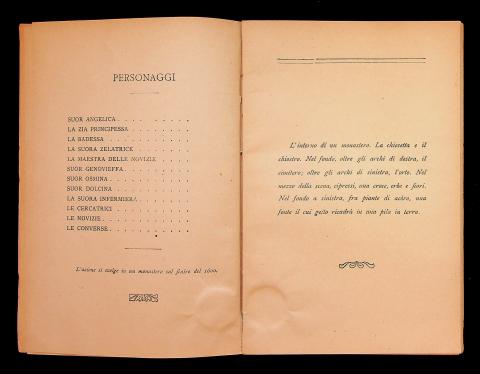 PERSONAGGI
SUOR ANGELICA . . . . . . . . .
LA ZIA PRINCIPESSA . . . . . . . .
LA BADESSA . . . . . . . . . .
LA SUORA ZELATRICE . . . . . . . .
LA MAESTRA DELLE NOVIZIE . . . . .
SUOR GENOVIEFFA . . . . . . . . .
SUOR OSMINA . . . . . . . . . .
SUOR DOLCINA . . . . . . . . . .
LA SUORA INFERMIERA . . . . . . .
LE CERCATRICI . . . . . . . . . .
LE NOVIZIE . . . . . . . . . . .
LE CONVERSE . . . . . . . . . .
L'azione si svolge in un monastero sul finire del 1600.
L'interno di un monastero. La chiesetta e il
chiostro. Nel fondo, oltre gli archi di destra, il
cimitero; oltre gli archi di sinistra, l'orto. Nel
mezzo della scena, cipressi, una croce, erbe e fiori.
Nel fondo a sinistra, fra piante di acòro, una
fonte il cui getto ricadrà in una pila in terra.